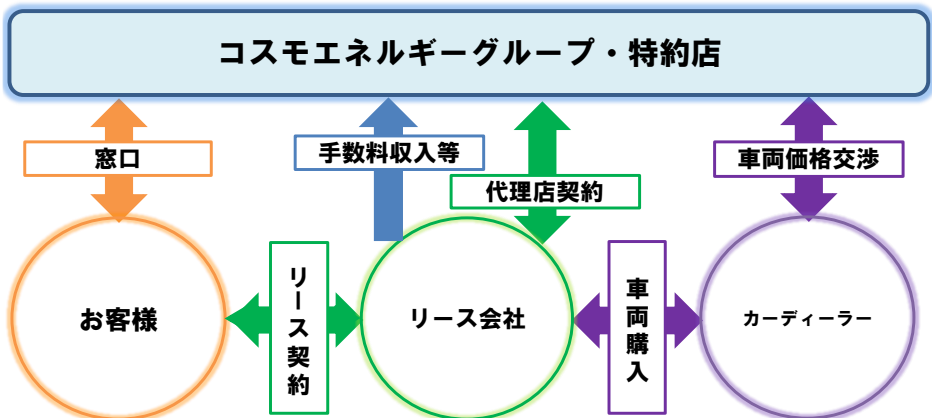 コスモエネルギーグループ・特約店
窓口
手数料収入等
代理店契約
車両価格交渉
お客様
リース契約
リース会社
車両購入
カーディーラー